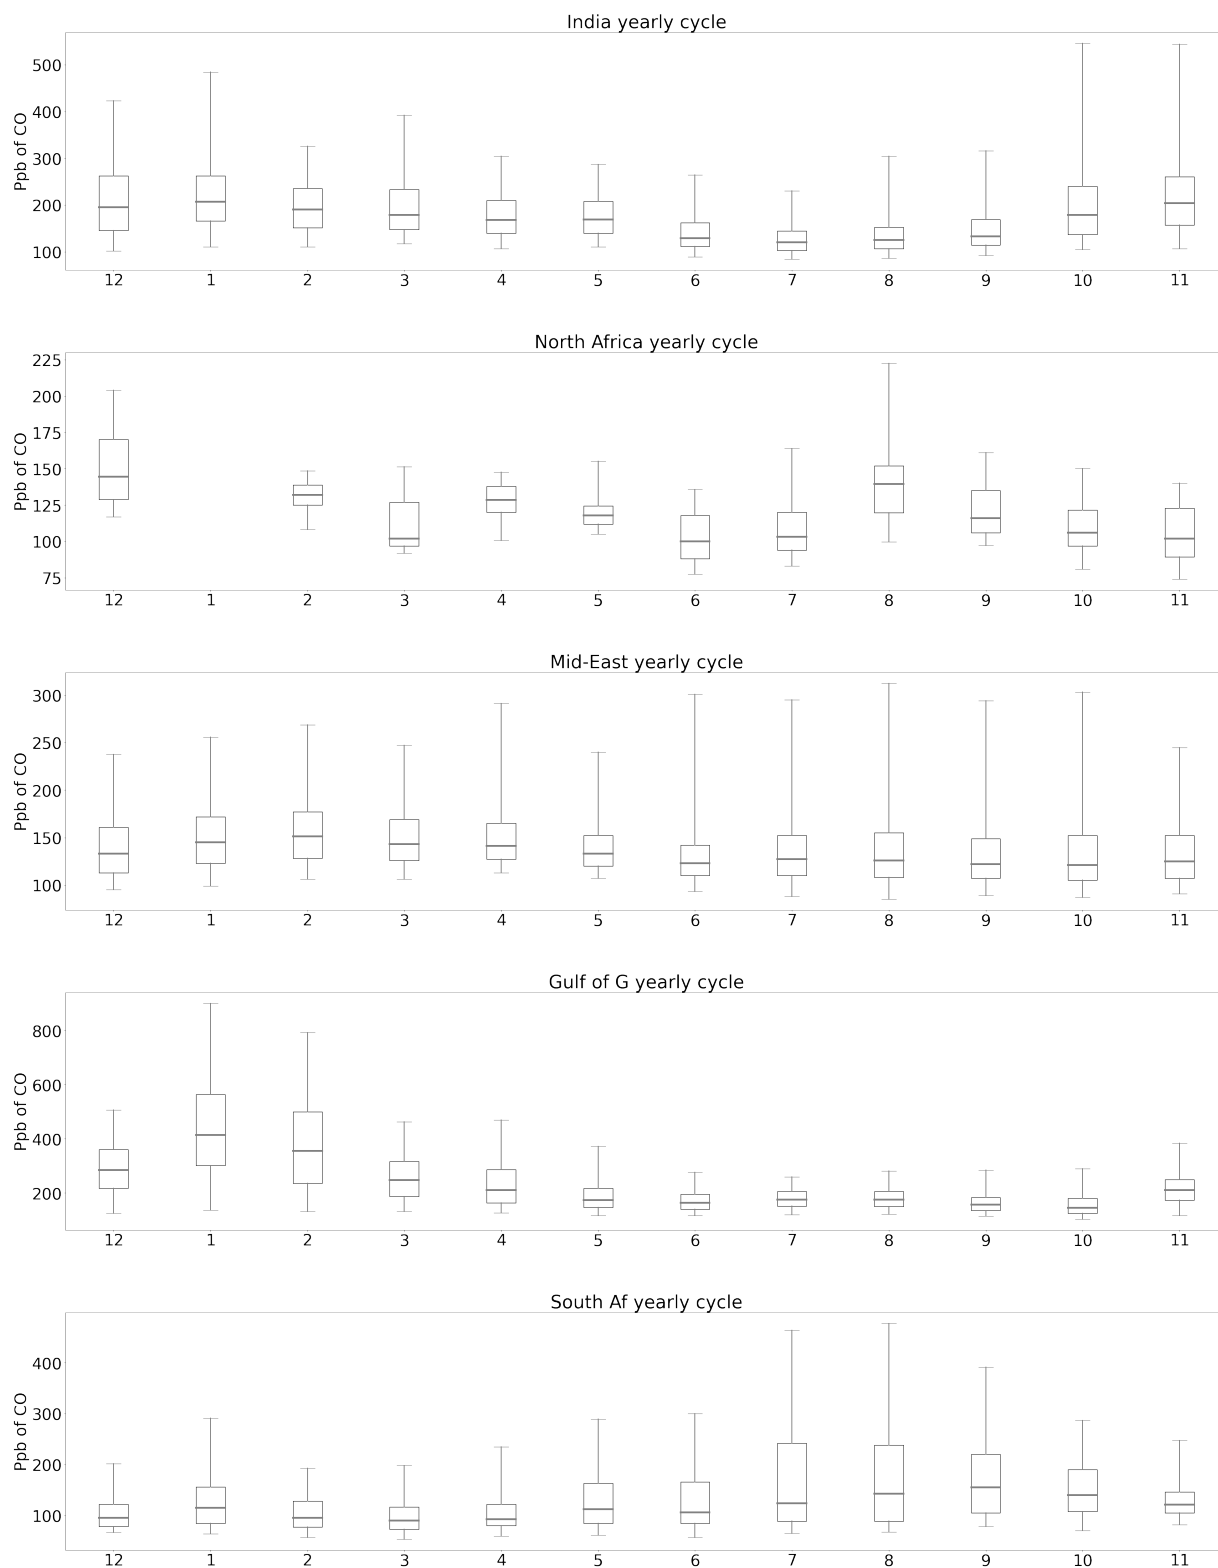 India yearly cycle
Ppb of CO
500
400
300
200
100
12 1 2 3 4 5 6 7 8 9 10 11
North Africa yearly cycle
Ppb of CO
225
200
175
150
125
100
75
12 1 2 3 4 5 6 7 8 9 10 11
Mid-East yearly cycle
Ppb of CO
300
250
200
150
100
12 1 2 3 4 5 6 7 8 9 10 11
Gulf of G yearly cycle
Ppb of CO
800
600
400
200
12 1 2 3 4 5 6 7 8 9 10 11
South Af yearly cycle
Ppb of CO
400
300
200
100
12 1 2 3 4 5 6 7 8 9 10 11